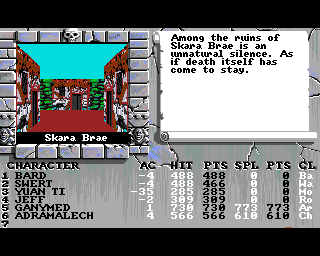 Among the ruins of
Skara Brae is an
unnatural silence. As
if death itself has
come to stay.
Skara Brae
CHARACTER AC HIT PTS SPL PTS CL
1 BARD -4 488 488 0 0 Ba
2 SWERT -4 488 466 0 0 Wa
3 YUAN TI -35 285 285 0 0 Mo
4 JEFF -2 309 309 0 0 Ro
5 GANYMED 1 730 730 773 773 Ar
6 ADRAMALECH 4 566 566 610 610 Ch
7